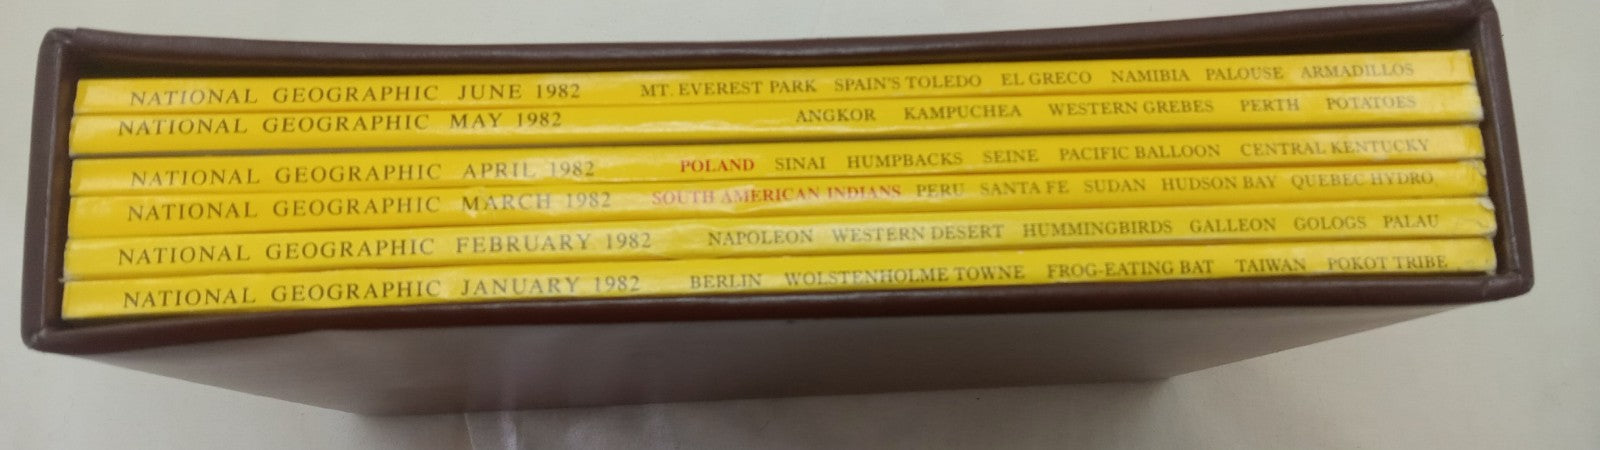 NATIONAL GEOGRAPHIC JUNE 1982 MT. EVEREST PARK SPAIN'S TOLEDO EL GRECO NAMIBIA PALOUSE ARMADILLOS
NATIONAL GEOGRAPHIC MAY 1982 ANGKOR KAMPUCHEA WESTERN GREBES PERTH POTATOES
NATIONAL GEOGRAPHIC APRIL 1982 POLAND SINAI HUMPBACKS SEINE PACIFIC BALLOON CENTRAL KENTUCKY
NATIONAL GEOGRAPHIC MARCH 1982 SOUTH AMERICAN INDIANS PERU SANTA FE SUDAN HUDSON BAY QUEBEC HYDRO
NATIONAL GEOGRAPHIC FEBRUARY 1982 NAPOLEON WESTERN DESERT HUMMINGBIRDS GALLEON GOLOGS PALAU
NATIONAL GEOGRAPHIC JANUARY 1982 BERLIN WOLSTENHOLME TOWNE FROG-EATING BAT TAIWAN POKOT TRIBE